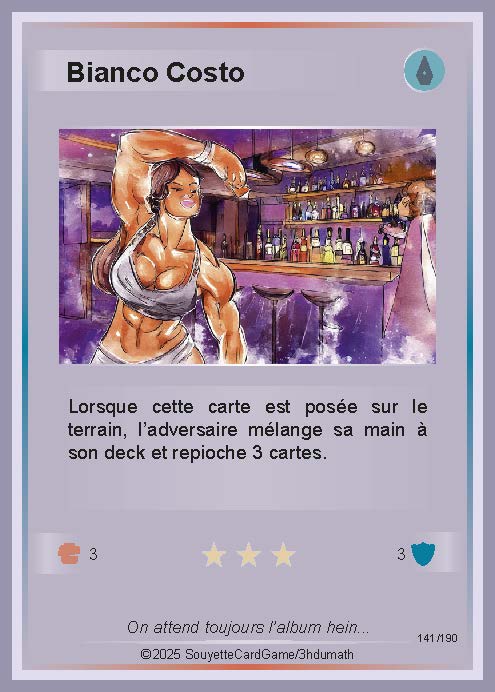 Bianco Costo
Lorsque cette carte est posée sur le
terrain, l'adversaire mélange sa main à
son deck et repioche 3 cartes.
3
3
On attend toujours l'album hein...
141/190
©2025 SouyetteCardGame/3hdumath